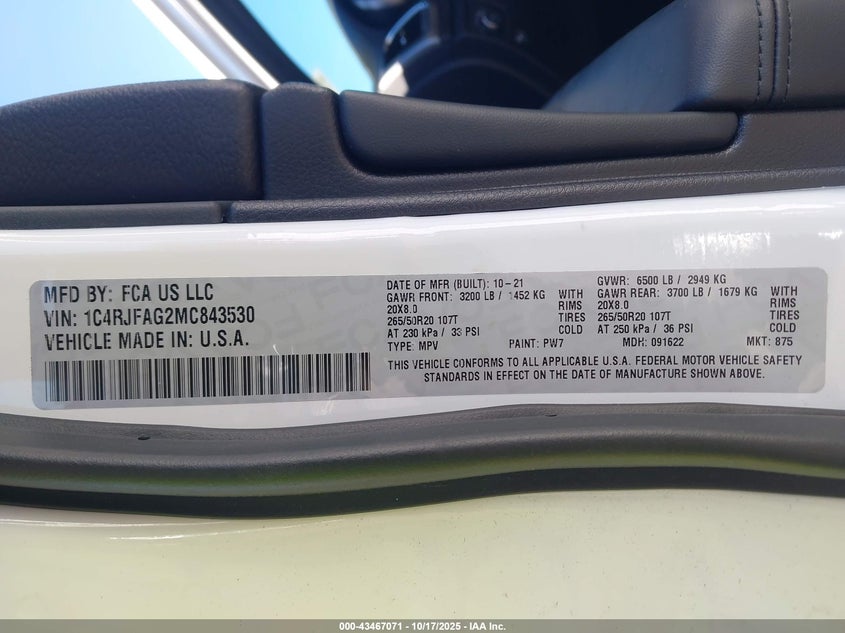 MFD BY: FCA US LLC
VIN: 1C4RJFAG2MC843530
VEHICLE MADE IN: U.S.A.
DATE OF MFR (BUILT): 10-21
GVWR: 6500 LB / 2949 KG
GAWR FRONT: 3200 LB / 1452 KG WITH
20X8.0 RIMS
265/50R20 107T TIRES
AT 230 kPa / 33 PSI COLD
GAWR REAR: 3700 LB / 1679 KG WITH
20X8.0 RIMS
265/50R20 107T TIRES
AT 250 kPa / 36 PSI COLD
TYPE: MPV PAINT: PW7 MDH: 091622 MKT: 875
THIS VEHICLE CONFORMS TO ALL APPLICABLE U.S.A. FEDERAL MOTOR VEHICLE SAFETY
STANDARDS IN EFFECT ON THE DATE OF MANUFACTURE SHOWN ABOVE.
000-43467071 - 10/17/2025 - IAA Inc.